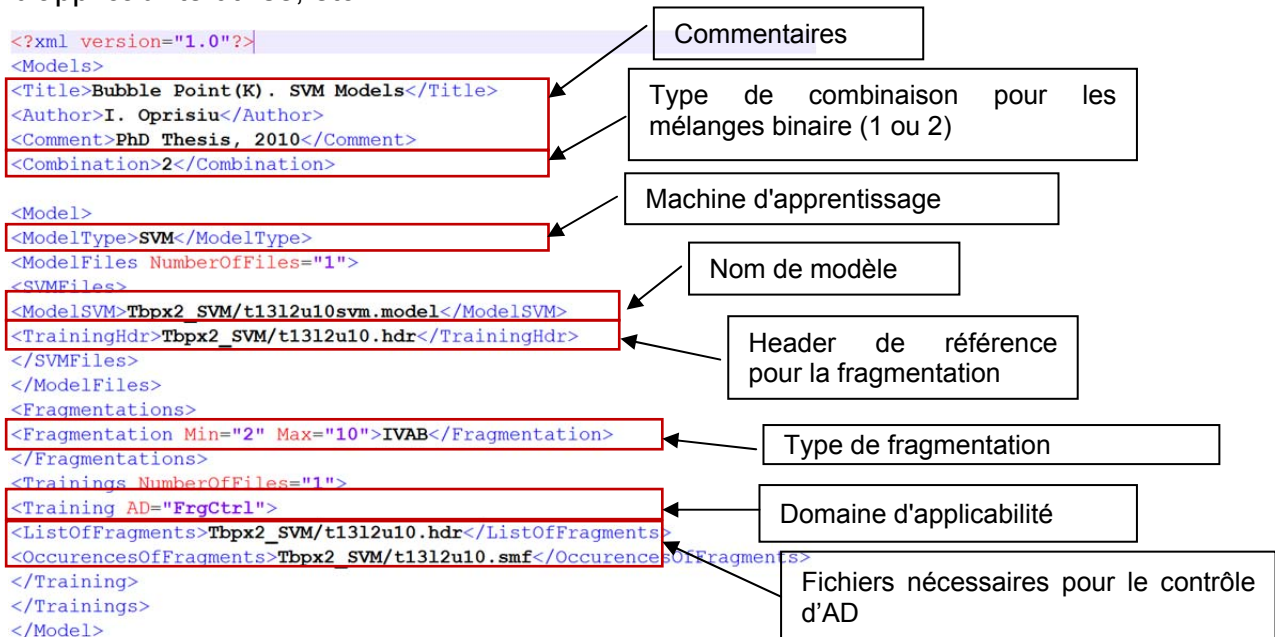 <?xml version="1.0"?>
<Models>
<Title>Bubble Point(K). SVM Models</Title>
<Author>I. Oprisiu</Author>
<Comment>PhD Thesis, 2010</Comment>
<Combination>2</Combination>
<Model>
<ModelType>SVM</ModelType>
<ModelFiles NumberOfFiles="1">
<SVMFiles>
<ModelSVM>Tbpx2_SVM/t13l2u10svm.model</ModelSVM>
<TrainingHdr>Tbpx2_SVM/t13l2u10.hdr</TrainingHdr>
</SVMFiles>
</ModelFiles>
<Fragmentations>
<Fragmentation Min="2" Max="10">IVAB</Fragmentation>
</Fragmentations>
<Trainings NumberOfFiles="1">
<Training AD="FrgCtrl">
<ListOfFragments>Tbpx2_SVM/t13l2u10.hdr</ListOfFragments>
<OccurencesOfFragments>Tbpx2_SVM/t13l2u10.smf</OccurencesOfFragments>
</Training>
</Trainings>
</Model>
Commentaires
Type de combinaison pour les
mélanges binaire (1 ou 2)
Machine d'apprentissage
Nom de modèle
Header de référence
pour la fragmentation
Type de fragmentation
Domaine d'applicabilité
Fichiers nécessaires pour le contrôle
d'AD